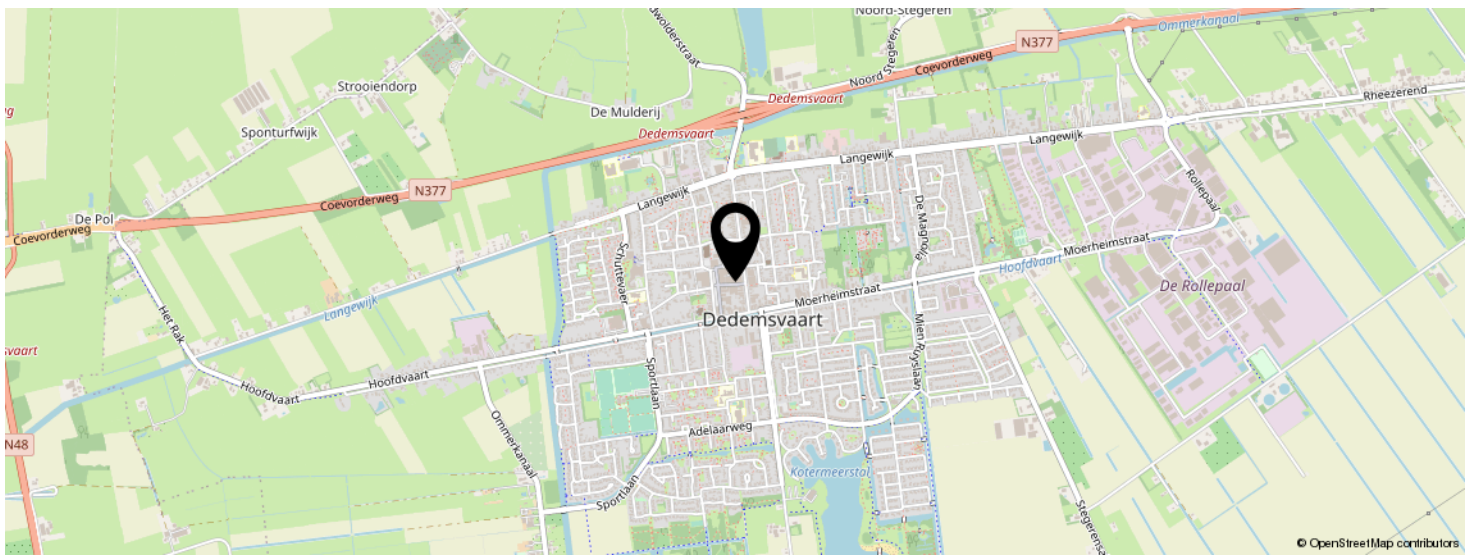 Noord-Stegeren
Ommerkanaal
N377
Coevorderweg
Noord Stegeren
Strooiendorp
Dedemsvaart
De Mulderij
Rheezerend
Sponturfwijk
Dedemsvaart
Langewijk
Langewijk
N377
Coevorderweg
Langewijk
Rollepaal
De Pol
Coevorderweg
De Magnolia
Moerheimstraat
Schuttevaer
Hoofdvaart
De Rollepaal
Langewijk
Moerheimstraat
Dedemsvaart
Het Rak
Mien Ruyslaan
Hoofdvaart
Hoofdvaart
Sportlaan
Ommerkanaal
Adelaarweg
N48
Kotermeerstal
Sportlaan
© OpenStreetMap contributors